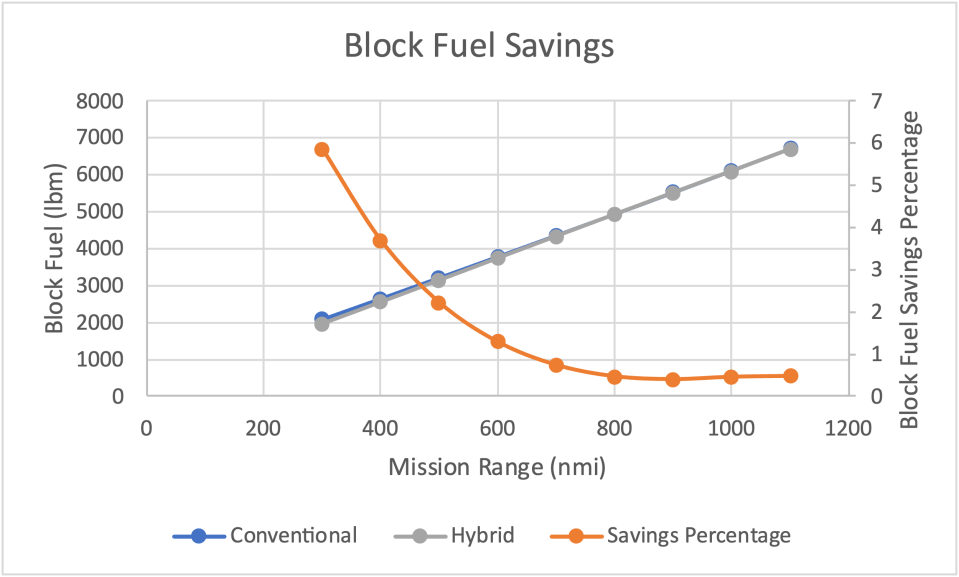 Block Fuel Savings
8000
7000
6000
5000
4000
3000
2000
1000
0
Block Fuel (lbm)
7
6
5
4
3
2
1
0
Block Fuel Savings Percentage
0 200 400 600 800 1000 1200
Mission Range (nmi)
Conventional Hybrid Savings Percentage